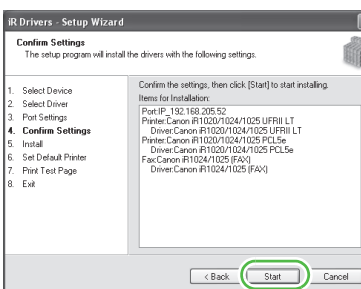 iR Drivers - Setup Wizard
Confirm Settings
The setup program will install the drivers with the following settings.
1. Select Device
2. Select Driver
3. Port Settings
4. Confirm Settings
5. Install
6. Set Default Printer
7. Print Test Page
8. Exit
Confirm the settings, then click [Start] to start installing.
Items for Installation:
Port:IP_192.168.205.52
Printer:Canon iR1020/1024/1025 UFRII LT
Driver:Canon iR1020/1024/1025 UFRII LT
Printer:Canon iR1020/1024/1025 PCL5e
Driver:Canon iR1020/1024/1025 PCL5e
Fax:Canon iR1024/1025 (FAX)
Driver:Canon iR1024/1025 (FAX)
< Back
Start
Cancel